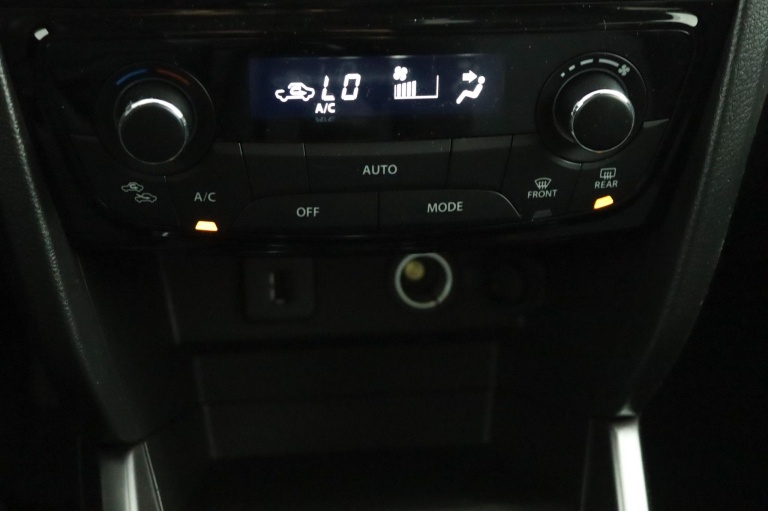 LO
A/C
AUTO
A/C
OFF
MODE
FRONT
REAR